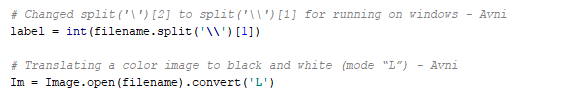 # Changed split('\')[2] to split('\\')[1] for running on windows - Avni
label = int(filename.split('\\')[1])
# Translating a color image to black and white (mode “L”) - Avni
Im = Image.open(filename).convert('L')